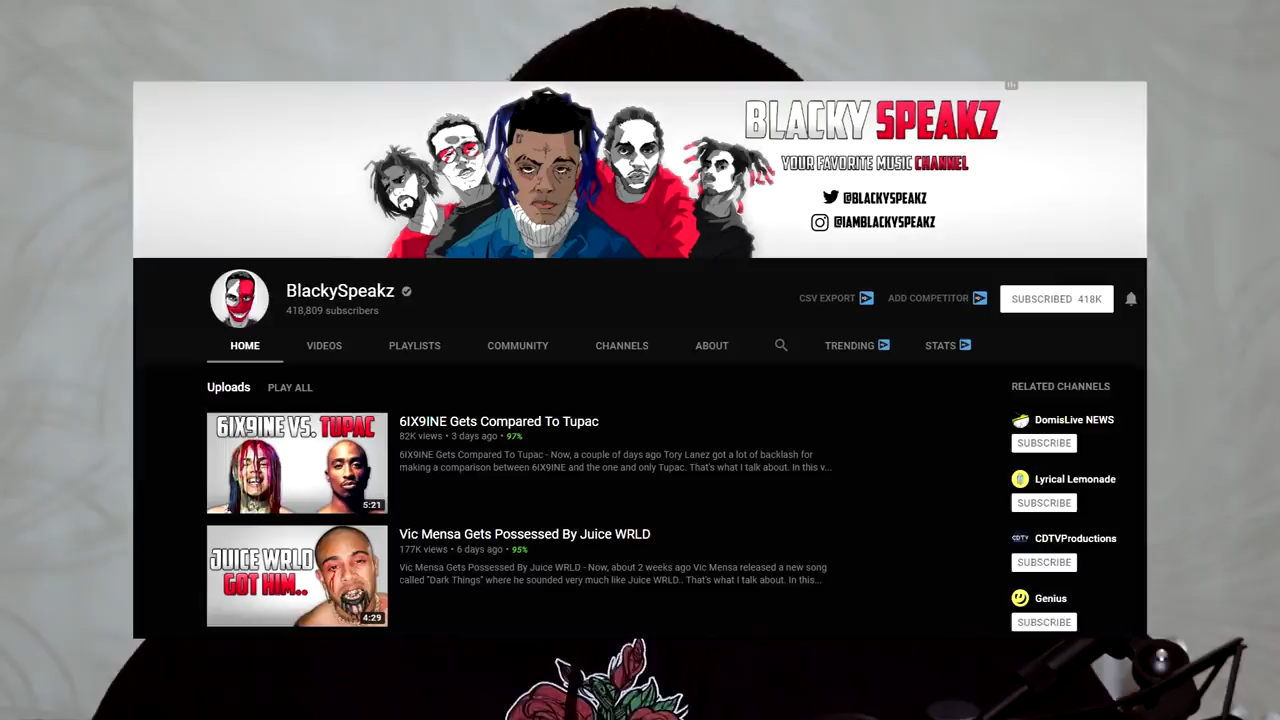 BLACKY SPEAKZ
YOUR FAVORITE MUSIC CHANNEL
@BLACKYSPEAKZ
@IAMBLACKYSPEAKZ
BlackySpeakz
418,809 subscribers
CSV EXPORT
ADD COMPETITOR
SUBSCRIBED 418K
HOME VIDEOS PLAYLISTS COMMUNITY CHANNELS ABOUT TRENDING STATS
Uploads PLAY ALL
6IX9INE VS. TUPAC
5:21
6IX9INE Gets Compared To Tupac
82K views • 3 days ago • 97%
6IX9INE Gets Compared To Tupac - Now, a couple of days ago Tory Lanez got a lot of backlash for
making a comparison between 6IX9INE and the one and only Tupac. That's what I talk about. In this v...
JUICE WRLD
GOT HIM..
4:29
Vic Mensa Gets Possessed By Juice WRLD
177K views • 6 days ago • 95%
Vic Mensa Gets Possessed By Juice WRLD - Now, about 2 weeks ago Vic Mensa released a new song
called "Dark Things" where he sounded very much like Juice WRLD.. That's what I talk about. In this...
RELATED CHANNELS
DomisLive NEWS
SUBSCRIBE
Lyrical Lemonade
SUBSCRIBE
CDTV
CDTVProductions
SUBSCRIBE
Genius
SUBSCRIBE